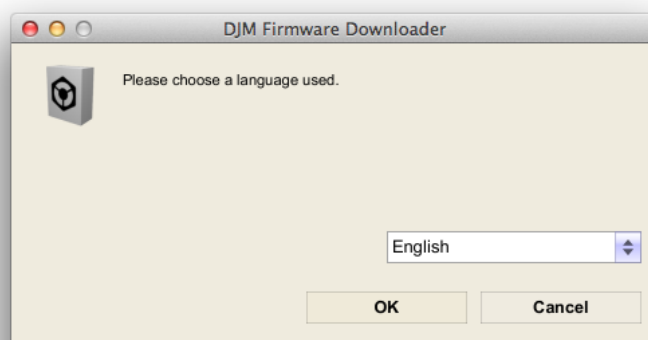 DJM Firmware Downloader
Please choose a language used.
English
OK Cancel